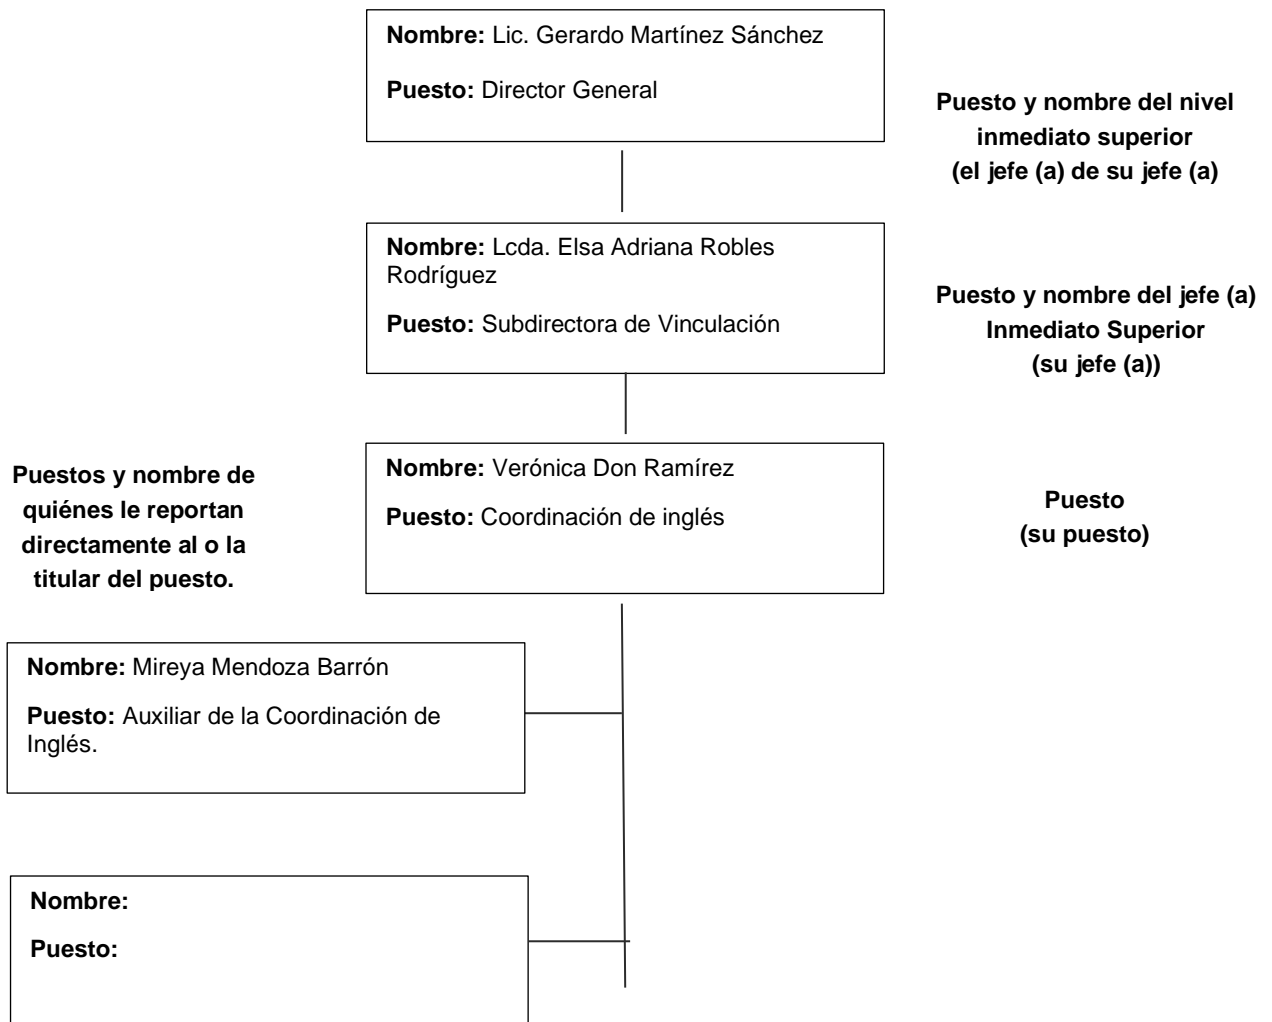 Nombre: Lic. Gerardo Martínez Sánchez
Puesto: Director General
Puesto y nombre del nivel
inmediato superior
(el jefe (a) de su jefe (a)
Nombre: Lcda. Elsa Adriana Robles
Rodríguez
Puesto: Subdirectora de Vinculación
Puesto y nombre del jefe (a)
Inmediato Superior
(su jefe (a))
Nombre: Verónica Don Ramírez
Puesto: Coordinación de inglés
Puesto
(su puesto)
Puestos y nombre de
quiénes le reportan
directamente al o la
titular del puesto.
Nombre: Mireya Mendoza Barrón
Puesto: Auxiliar de la Coordinación de
Inglés.
Nombre:
Puesto: